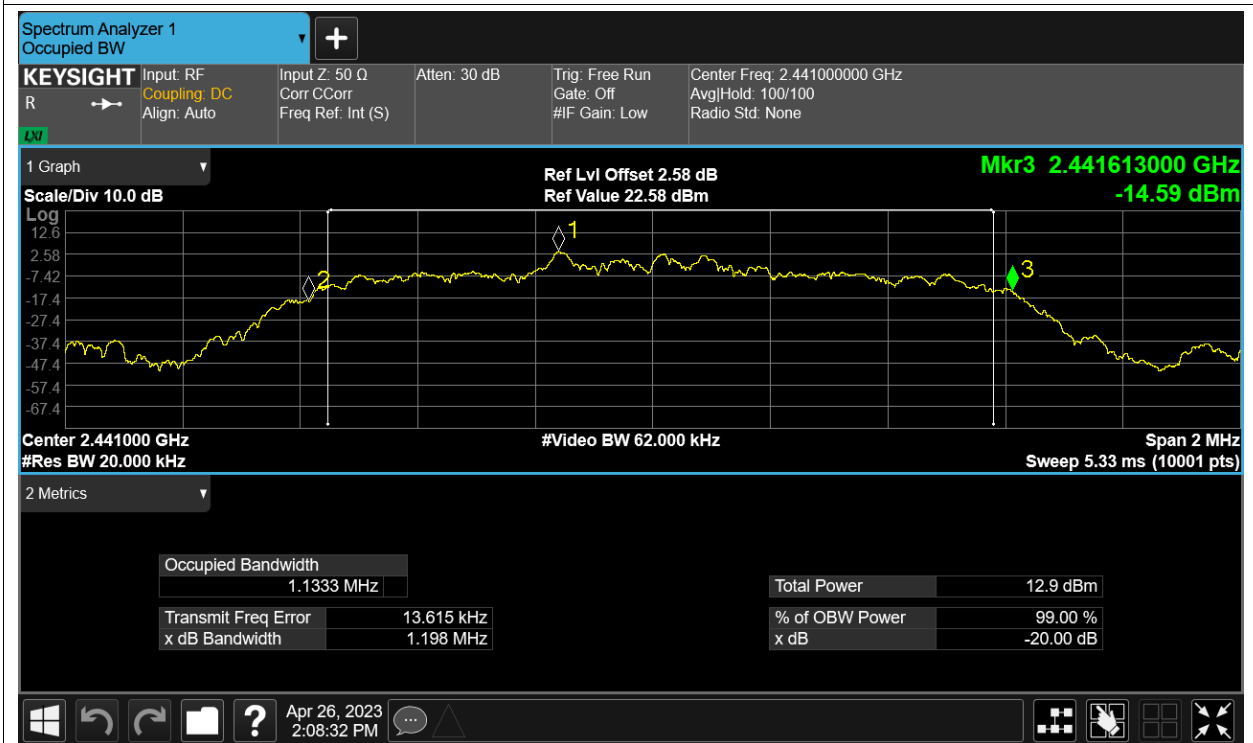 Spectrum Analyzer 1
Occupied BW
+
KEYSIGHT
R
LXI
Input: RF
Coupling: DC
Align: Auto
Input Z: 50 Ω
Corr CCorr
Freq Ref: Int (S)
Atten: 30 dB
Trig: Free Run
Gate: Off
#IF Gain: Low
Center Freq: 2.441000000 GHz
Avg|Hold: 100/100
Radio Std: None
1 Graph
Scale/Div 10.0 dB
Ref Lvl Offset 2.58 dB
Ref Value 22.58 dBm
Mkr3 2.441613000 GHz
-14.59 dBm
Log
12.6
2.58
-7.42
-17.4
-27.4
-37.4
-47.4
-57.4
-67.4
1
2
3
Center 2.441000 GHz
#Res BW 20.000 kHz
#Video BW 62.000 kHz
Span 2 MHz
Sweep 5.33 ms (10001 pts)
2 Metrics
Occupied Bandwidth
1.1333 MHz
Transmit Freq Error 13.615 kHz
x dB Bandwidth 1.198 MHz
Total Power 12.9 dBm
% of OBW Power 99.00 %
x dB -20.00 dB
?
Apr 26, 2023
2:08:32 PM